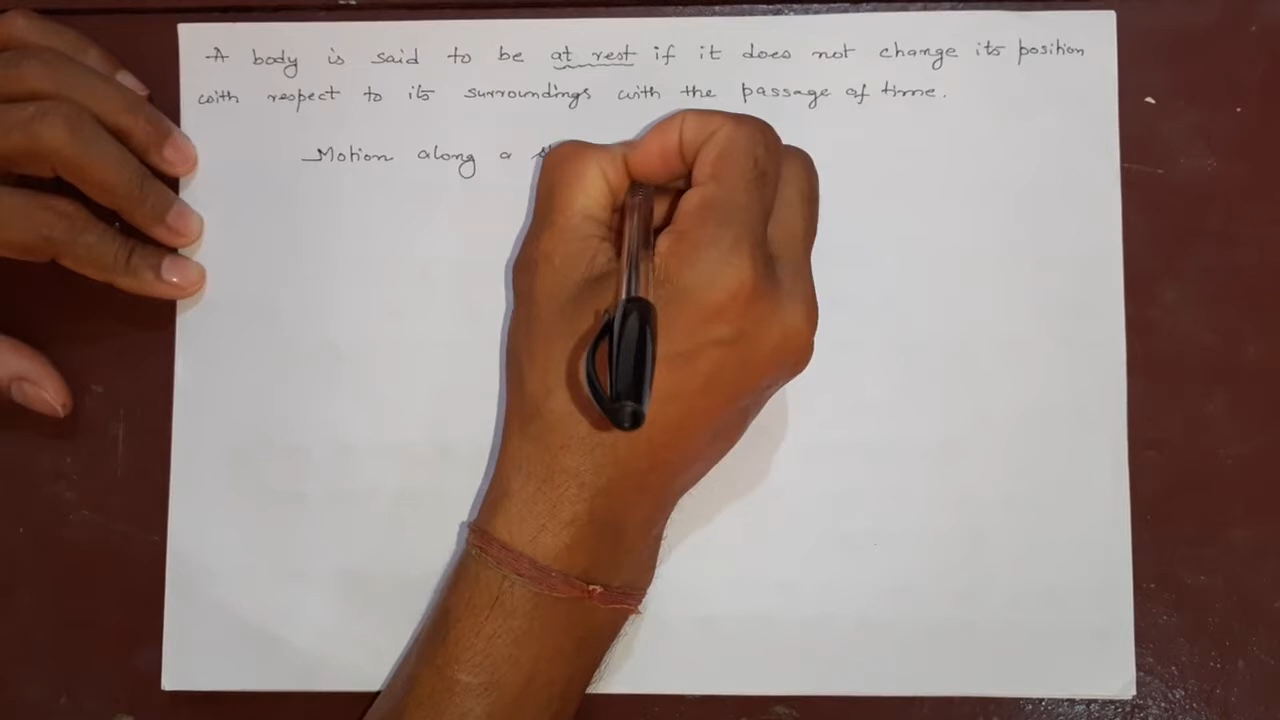 A body is said to be at rest if it does not change its position
with respect to its surroundings with the passage of time.
Motion along a